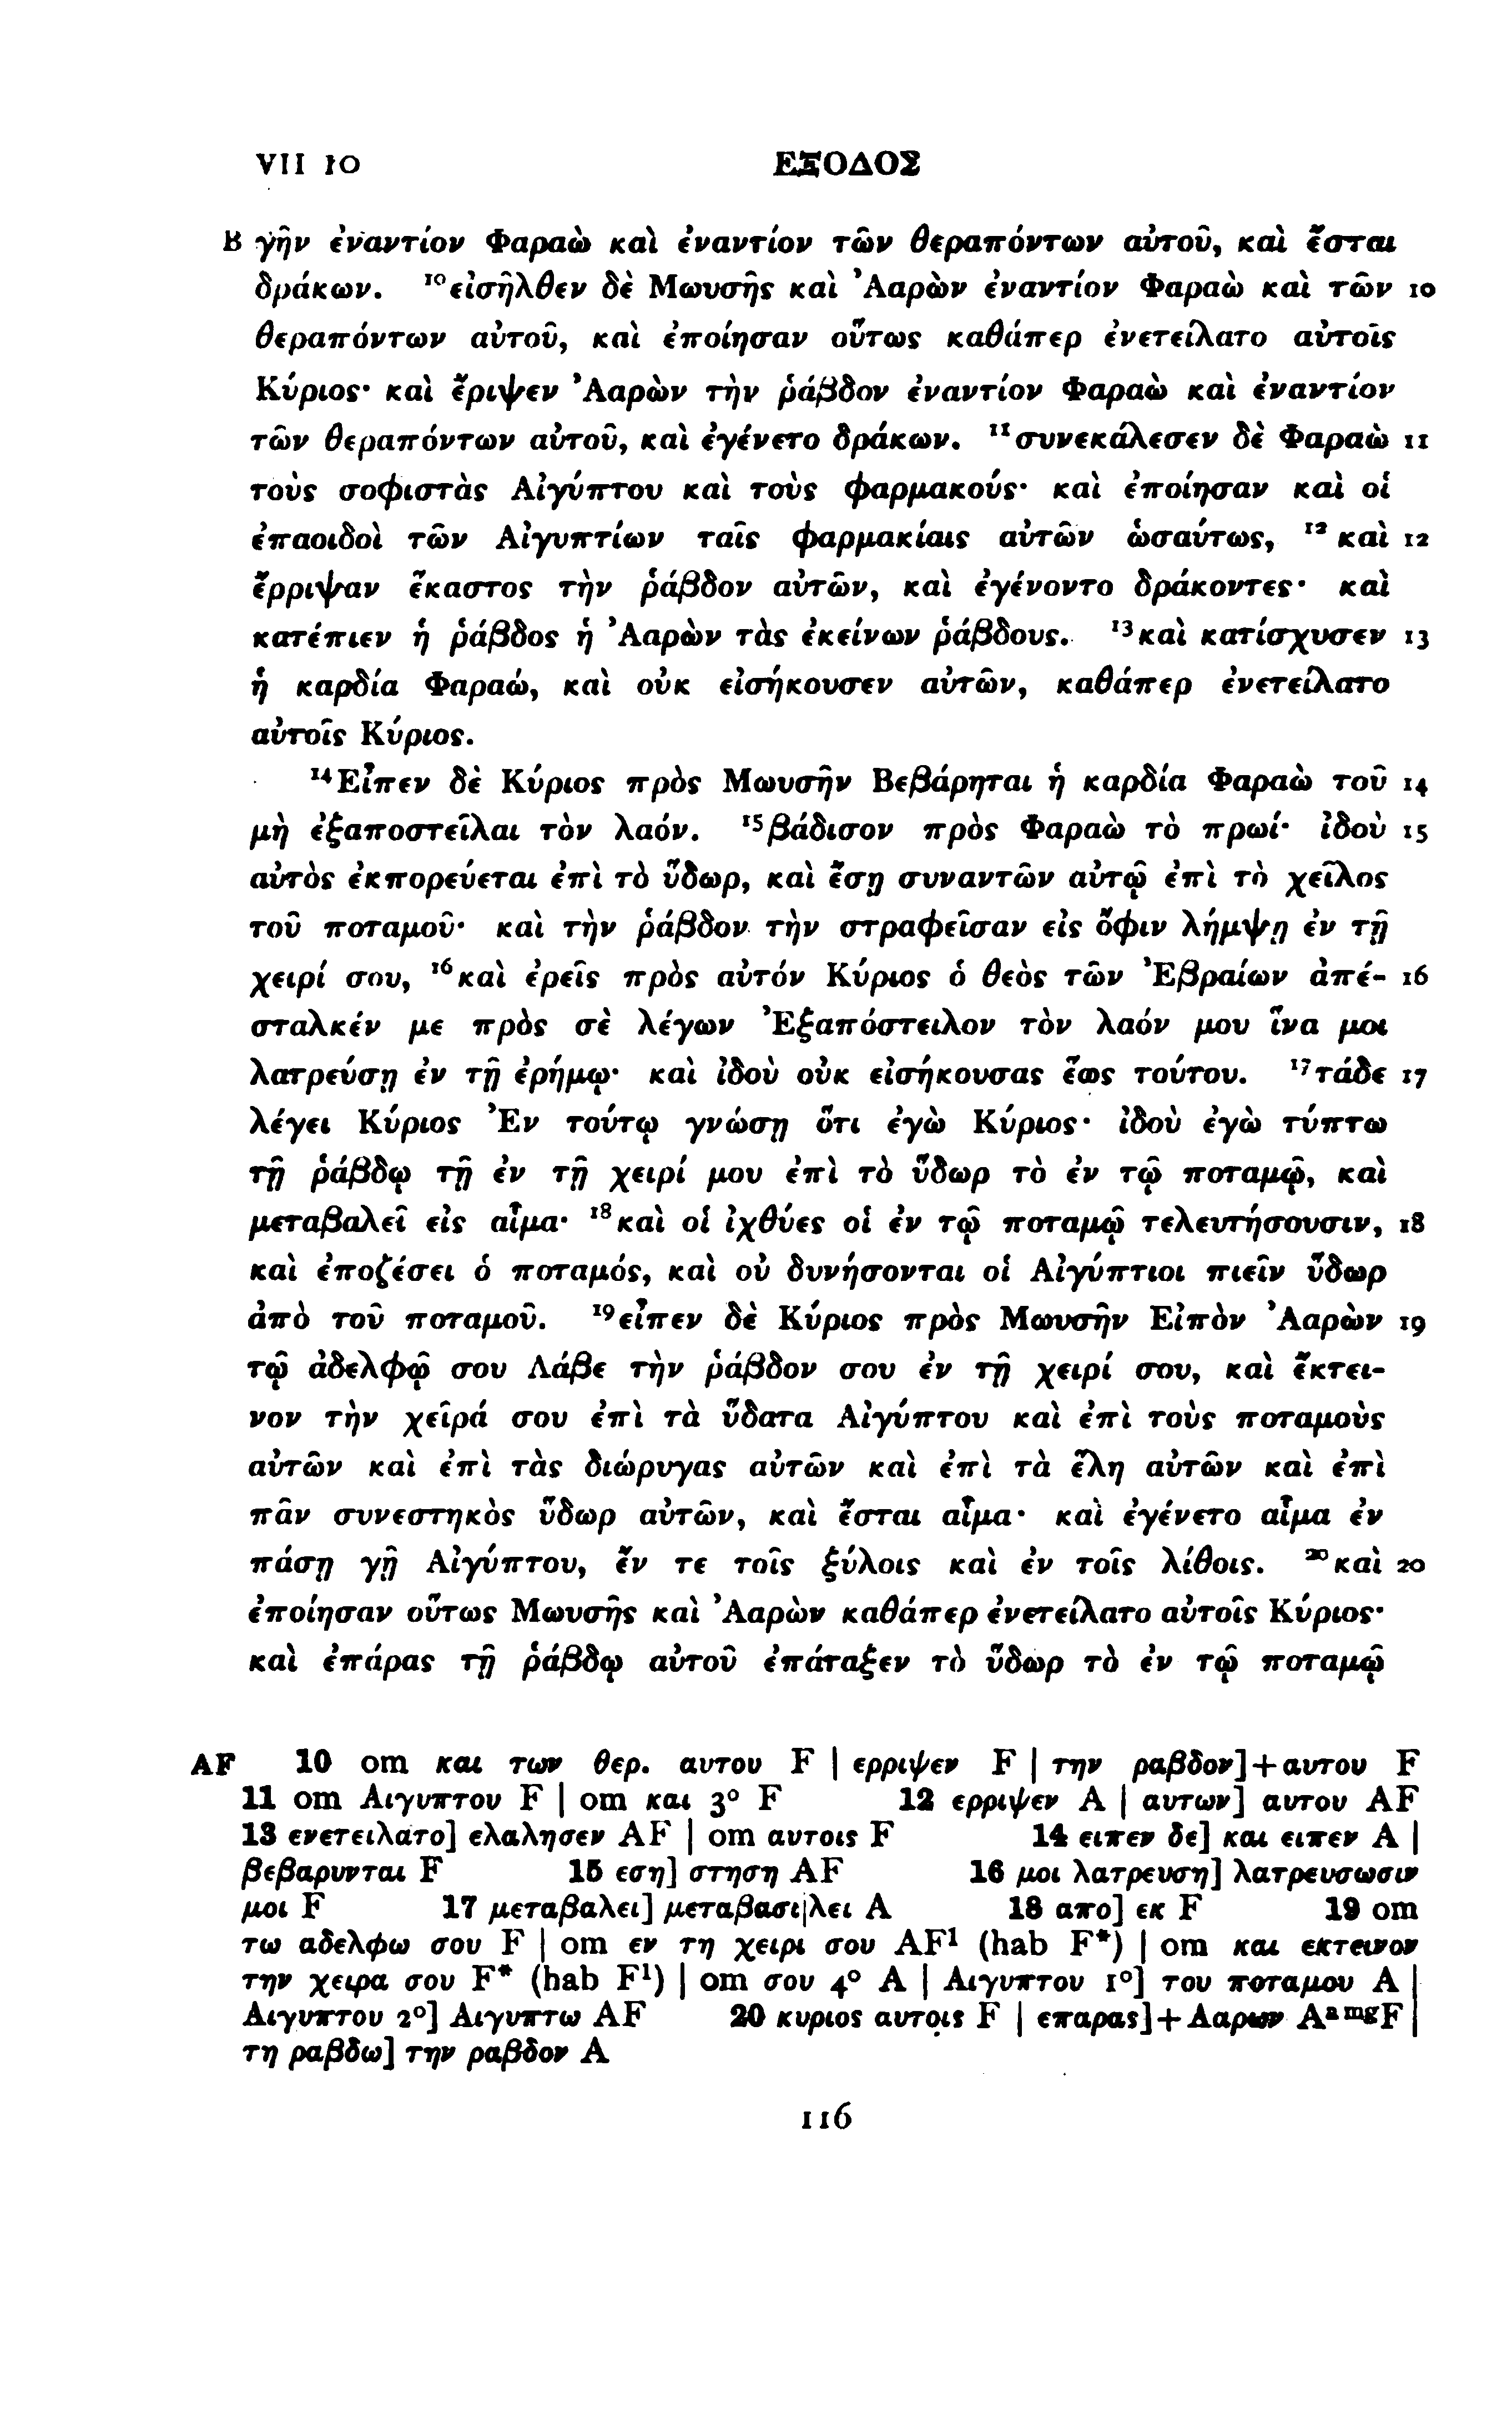 VII 10 ΕΞΟΔΟΣ
B γῆν ἐναντίον Φαραὼ καὶ ἐναντίον τῶν θεραπόντων αὐτοῦ, καὶ ἔσται
δράκων. ¹⁰εἰσῆλθεν δὲ Μωυσῆς καὶ Ἀαρὼν ἐναντίον Φαραὼ καὶ τῶν 10
θεραπόντων αὐτοῦ, καὶ ἐποίησαν οὕτως καθάπερ ἐνετείλατο αὐτοῖς
Κύριος· καὶ ἔριψεν Ἀαρὼν τὴν ῥάβδον ἐναντίον Φαραὼ καὶ ἐναντίον
τῶν θεραπόντων αὐτοῦ, καὶ ἐγένετο δράκων. ¹¹συνεκάλεσεν δὲ Φαραὼ 11
τοὺς σοφιστὰς Αἰγύπτου καὶ τοὺς φαρμακούς· καὶ ἐποίησαν καὶ οἱ
ἐπαοιδοὶ τῶν Αἰγυπτίων ταῖς φαρμακίαις αὐτῶν ὡσαύτως, ¹²καὶ 12
ἔρριψαν ἕκαστος τὴν ῥάβδον αὐτῶν, καὶ ἐγένοντο δράκοντες· καὶ
κατέπιεν ἡ ῥάβδος ἡ Ἀαρὼν τὰς ἐκείνων ῥάβδους. ¹³καὶ κατίσχυσεν 13
ἡ καρδία Φαραώ, καὶ οὐκ εἰσήκουσεν αὐτῶν, καθάπερ ἐνετείλατο
αὐτοῖς Κύριος.
¹⁴Εἶπεν δὲ Κύριος πρὸς Μωυσῆν Βεβάρηται ἡ καρδία Φαραὼ τοῦ 14
μὴ ἐξαποστεῖλαι τὸν λαόν. ¹⁵βάδισον πρὸς Φαραὼ τὸ πρωί· ἰδοὺ 15
αὐτὸς ἐκπορεύεται ἐπὶ τὸ ὕδωρ, καὶ ἔσῃ συναντῶν αὐτῷ ἐπὶ τὸ χεῖλος
τοῦ ποταμοῦ· καὶ τὴν ῥάβδον τὴν στραφεῖσαν εἰς ὄφιν λήμψῃ ἐν τῇ
χειρί σου, ¹⁶καὶ ἐρεῖς πρὸς αὐτόν Κύριος ὁ θεὸς τῶν Ἐβραίων ἀπέ- 16
σταλκέν με πρὸς σὲ λέγων Ἐξαπόστειλον τὸν λαόν μου ἵνα μοι
λατρεύσῃ ἐν τῇ ἐρήμῳ· καὶ ἰδοὺ οὐκ εἰσήκουσας ἕως τούτου. ¹⁷τάδε 17
λέγει Κύριος Ἐν τούτῳ γνώσῃ ὅτι ἐγὼ Κύριος· ἰδοὺ ἐγὼ τύπτω
τῇ ῥάβδῳ τῇ ἐν τῇ χειρί μου ἐπὶ τὸ ὕδωρ τὸ ἐν τῷ ποταμῷ, καὶ
μεταβαλεῖ εἰς αἷμα· ¹⁸καὶ οἱ ἰχθύες οἱ ἐν τῷ ποταμῷ τελευτήσουσιν, 18
καὶ ἐποζέσει ὁ ποταμός, καὶ οὐ δυνήσονται οἱ Αἰγύπτιοι πιεῖν ὕδωρ
ἀπὸ τοῦ ποταμοῦ. ¹⁹εἶπεν δὲ Κύριος πρὸς Μωυσῆν Εἰπὸν Ἀαρὼν 19
τῷ ἀδελφῷ σου Λάβε τὴν ῥάβδον σου ἐν τῇ χειρί σου, καὶ ἔκτει-
νον τὴν χεῖρά σου ἐπὶ τὰ ὕδατα Αἰγύπτου καὶ ἐπὶ τοὺς ποταμοὺς
αὐτῶν καὶ ἐπὶ τὰς διώρυγας αὐτῶν καὶ ἐπὶ τὰ ἕλη αὐτῶν καὶ ἐπὶ
πᾶν συνεστηκὸς ὕδωρ αὐτῶν, καὶ ἔσται αἷμα· καὶ ἐγένετο αἷμα ἐν
πάσῃ γῇ Αἰγύπτου, ἔν τε τοῖς ξύλοις καὶ ἐν τοῖς λίθοις. ²⁰καὶ 20
ἐποίησαν οὕτως Μωυσῆς καὶ Ἀαρὼν καθάπερ ἐνετείλατο αὐτοῖς Κύριος·
καὶ ἐπάρας τῇ ῥάβδῳ αὐτοῦ ἐπάταξεν τὸ ὕδωρ τὸ ἐν τῷ ποταμῷ
AF 10 om και των θερ. αυτου F | ερριψεν F | την ραβδον]+αυτου F
11 om Αιγυπτου F | om και 3° F 12 ερριψεν A | αυτων] αυτου AF
13 ενετειλατο] ελαλησεν AF | om αυτοις F 14 ειπεν δε] και ειπεν A |
βεβαρυνται F 15 εση] στηση AF 16 μοι λατρευση] λατρευσωσιν
μοι F 17 μεταβαλει] μεταβασι|λει A 18 απο] εκ F 19 om
τω αδελφω σου F | om εν τη χειρι σου AF¹ (hab F*) | om και εκτεινον
την χειρα σου F* (hab F¹) | om σου 4° A | Αιγυπτου 1°] του ποταμου A |
Αιγυπτου 2°] Αιγυπτω AF 20 κυριος αυτοις F | επαρας]+Ααρων Aᵃᵐᵍ F |
τη ραβδω] την ραβδον A
116